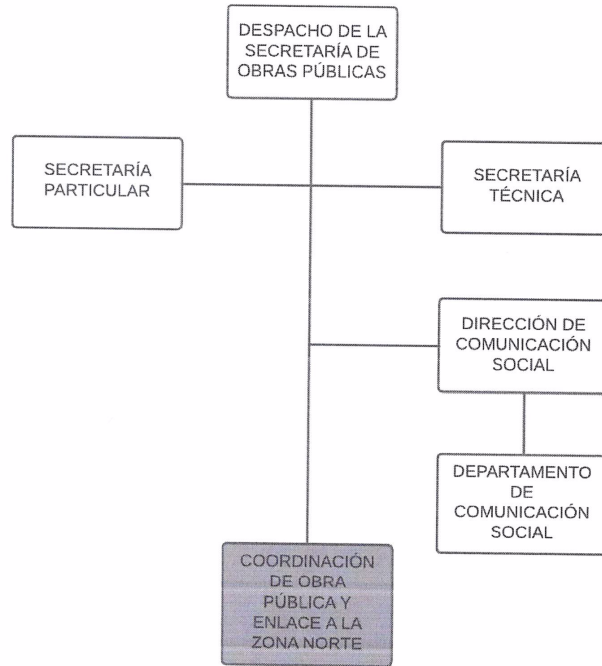 DESPACHO DE LA
SECRETARÍA DE
OBRAS PÚBLICAS
SECRETARÍA
PARTICULAR
SECRETARÍA
TÉCNICA
DIRECCIÓN DE
COMUNICACIÓN
SOCIAL
DEPARTAMENTO
DE
COMUNICACIÓN
SOCIAL
COORDINACIÓN
DE OBRA
PÚBLICA Y
ENLACE A LA
ZONA NORTE